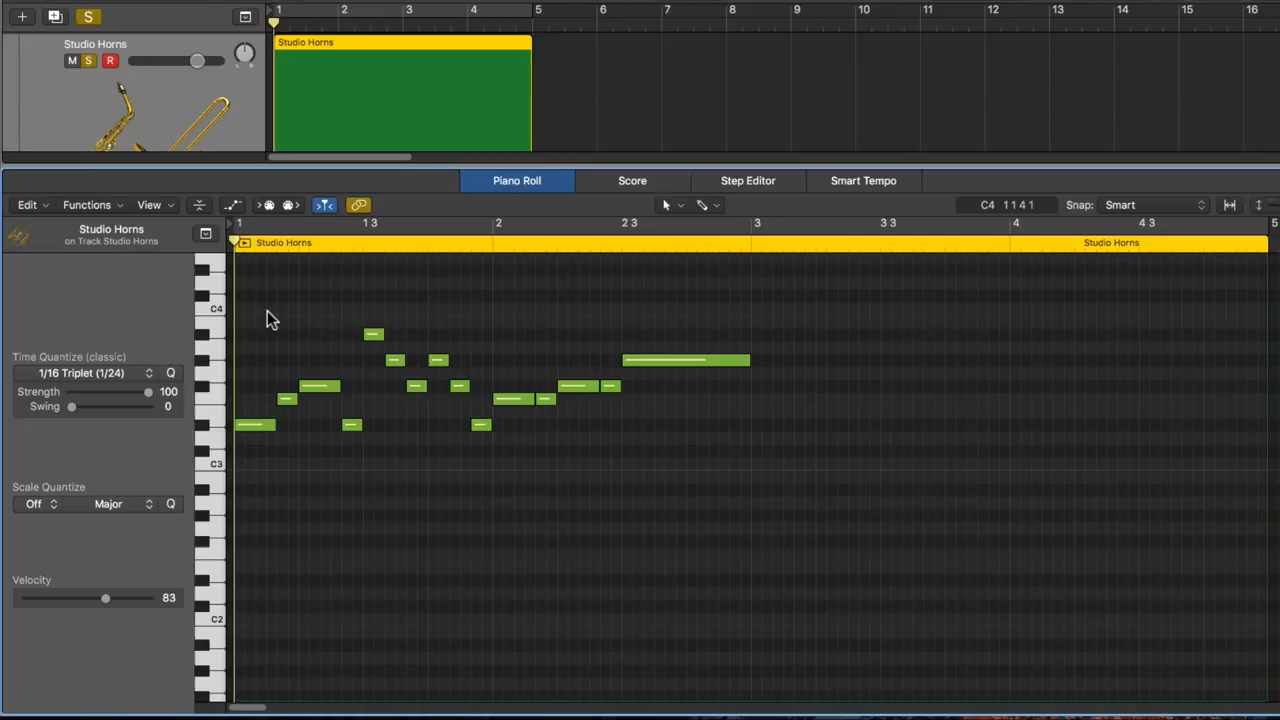 S 1 2 3 4 5 6 7 8 9 10 11 12 13 14 15 16
Studio Horns
M S R
L R
Studio Horns
Piano Roll Score Step Editor Smart Tempo
Edit Functions View C4 1 1 4 1 Snap: Smart
Studio Horns
on Track Studio Horns
1 1 3 2 2 3 3 3 3 4 4 3 5
Studio Horns Studio Horns
C4
Time Quantize (classic)
1/16 Triplet (1/24) Q
Strength 100
Swing 0
C3
Scale Quantize
Off Major Q
Velocity
83
C2